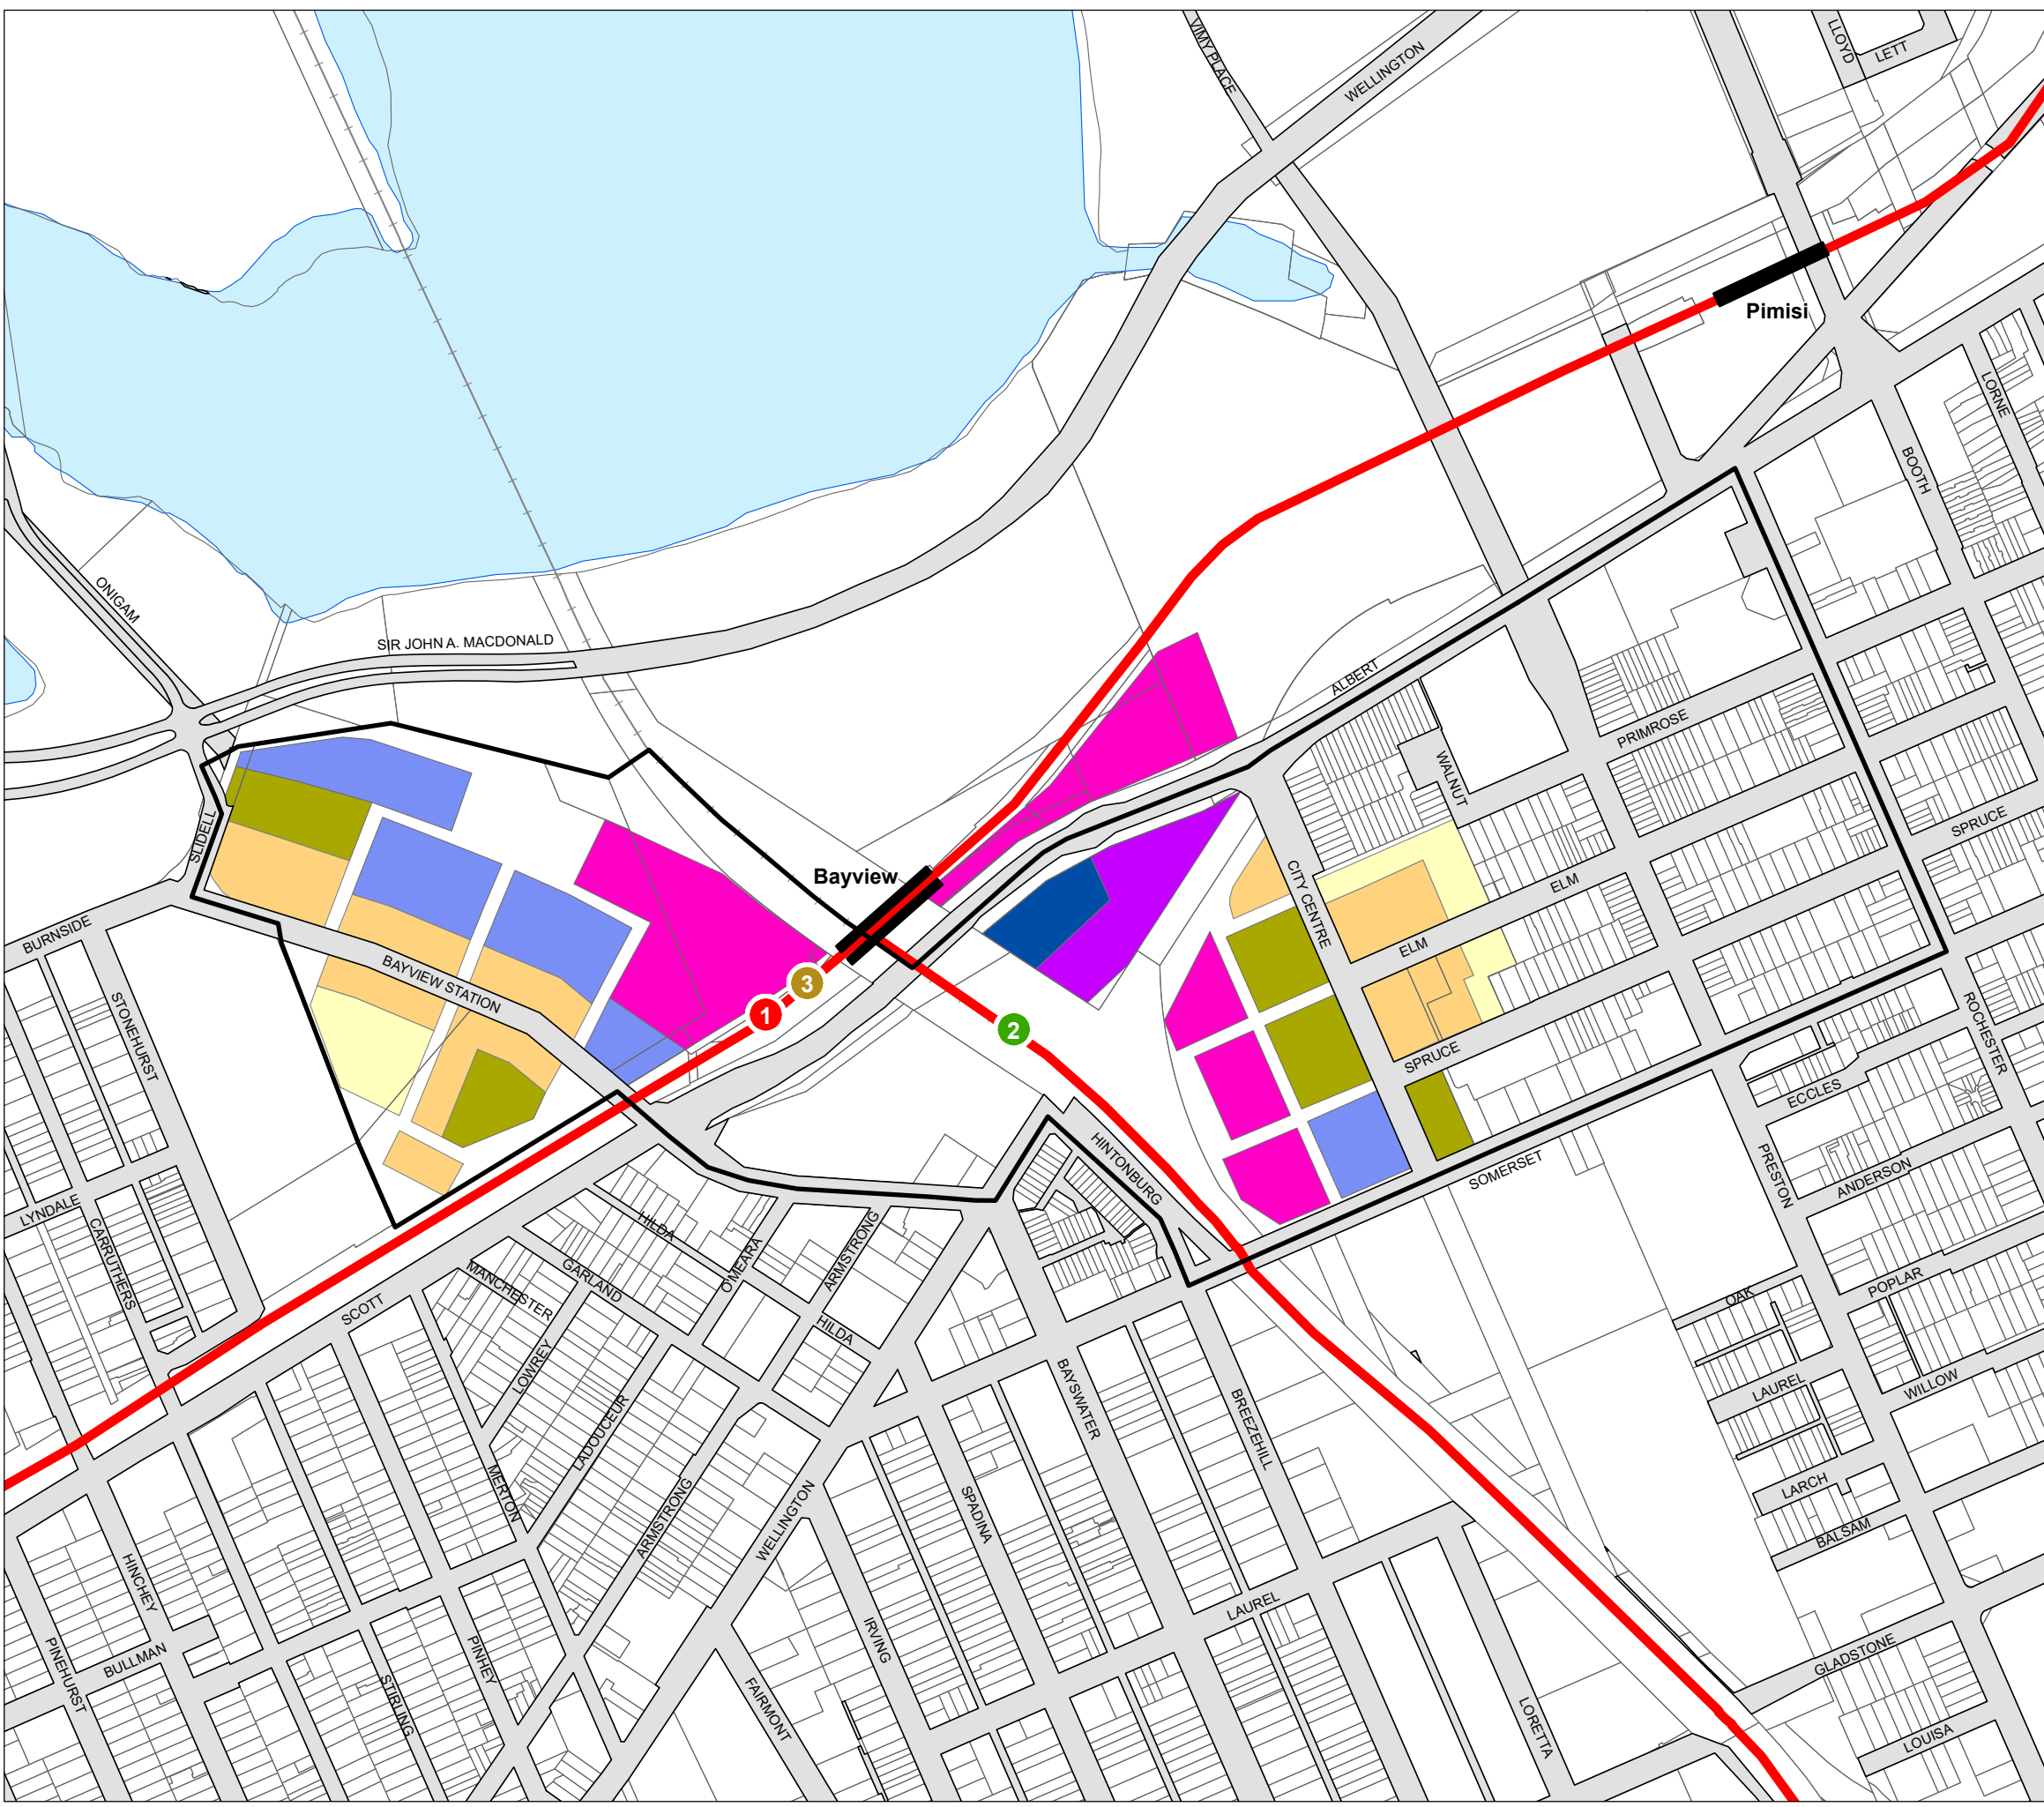 VIMY PLACE
WELLINGTON
LLOYD
LETT
Pimisi
LORNE
BOOTH
ONIGAM
SIR JOHN A. MACDONALD
ALBERT
PRIMROSE
WALNUT
SPRUCE
SLIDELL
Bayview
CITY CENTRE
ELM
ELM
BURNSIDE
BAYVIEW STATION
3
1
2
STONEHURST
SPRUCE
ROCHESTER
ECCLES
HINTONBURG
SOMERSET
PRESTON
ANDERSON
LYNDALE
CARRUTHERS
HILDA
ARMSTRONG
O'MEARA
GARLAND
MANCHESTER
SCOTT
HILDA
OAK
POPLAR
LOWREY
BAYSWATER
BREEZEHILL
LAUREL
WILLOW
LADOUCEUR
MERTON
ARMSTRONG
WELLINGTON
SPADINA
LARCH
BALSAM
HINCHEY
LAUREL
IRVING
BULLMAN
PINEHURST
PINHEY
STIRLING
FAIRMONT
GLADSTONE
LORETTA
LOUISA